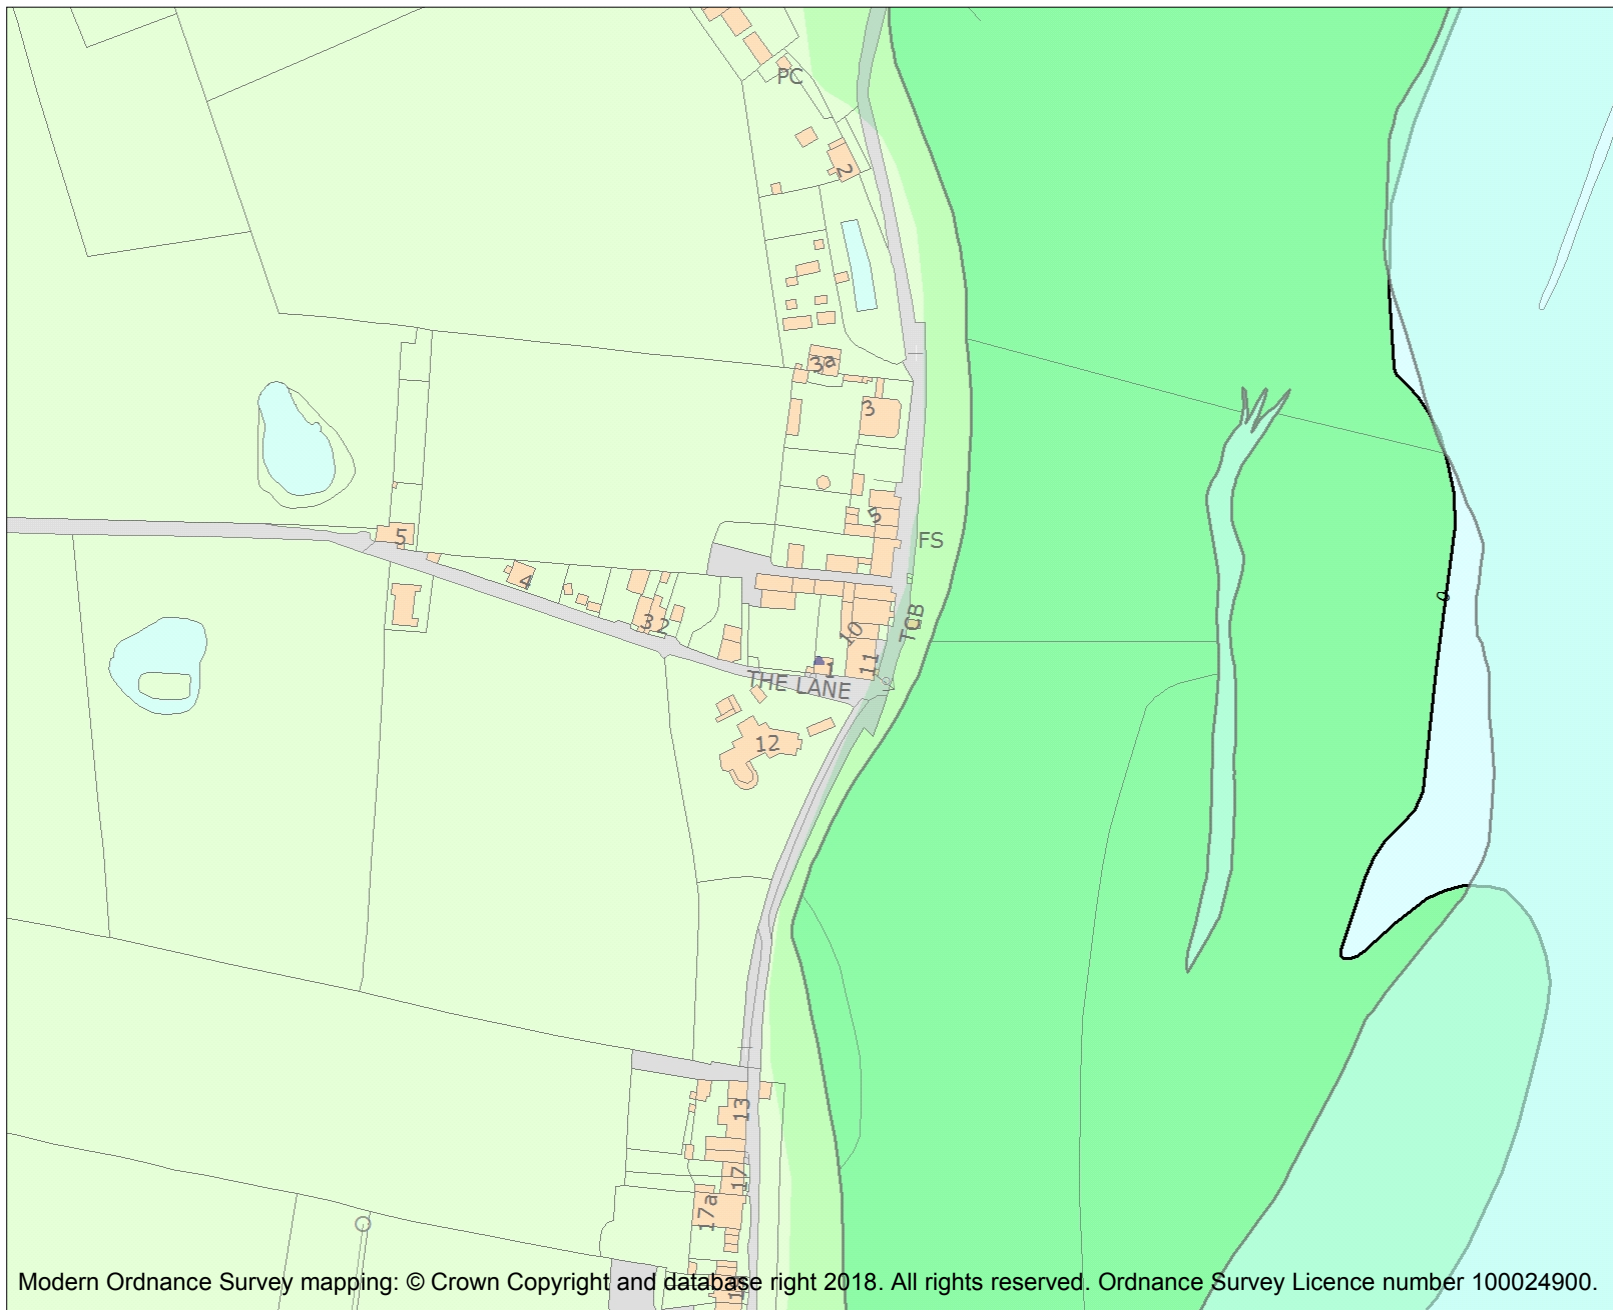 PC
2
3a
3
5
FS
5
4
3 2
10
TCB
11
1
THE LANE
12
13
17
17a
Modern Ordnance Survey mapping: © Crown Copyright and database right 2018. All rights reserved. Ordnance Survey Licence number 100024900.